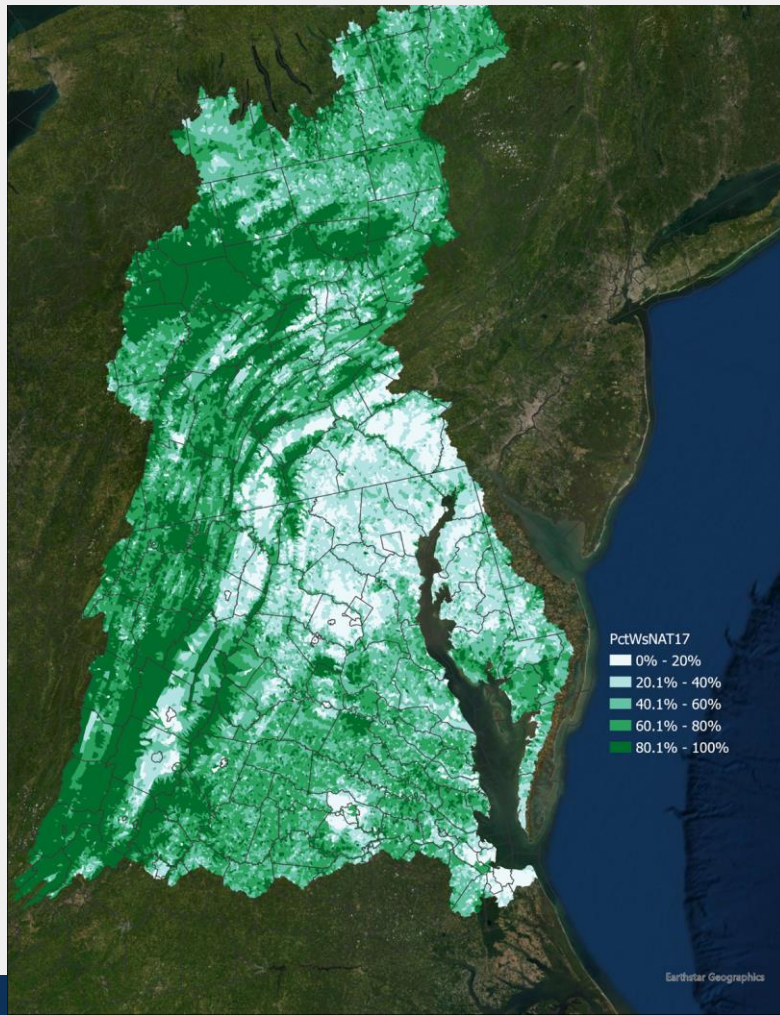 PctWsNAT17
0% - 20%
20.1% - 40%
40.1% - 60%
60.1% - 80%
80.1% - 100%
Earthstar Geographics